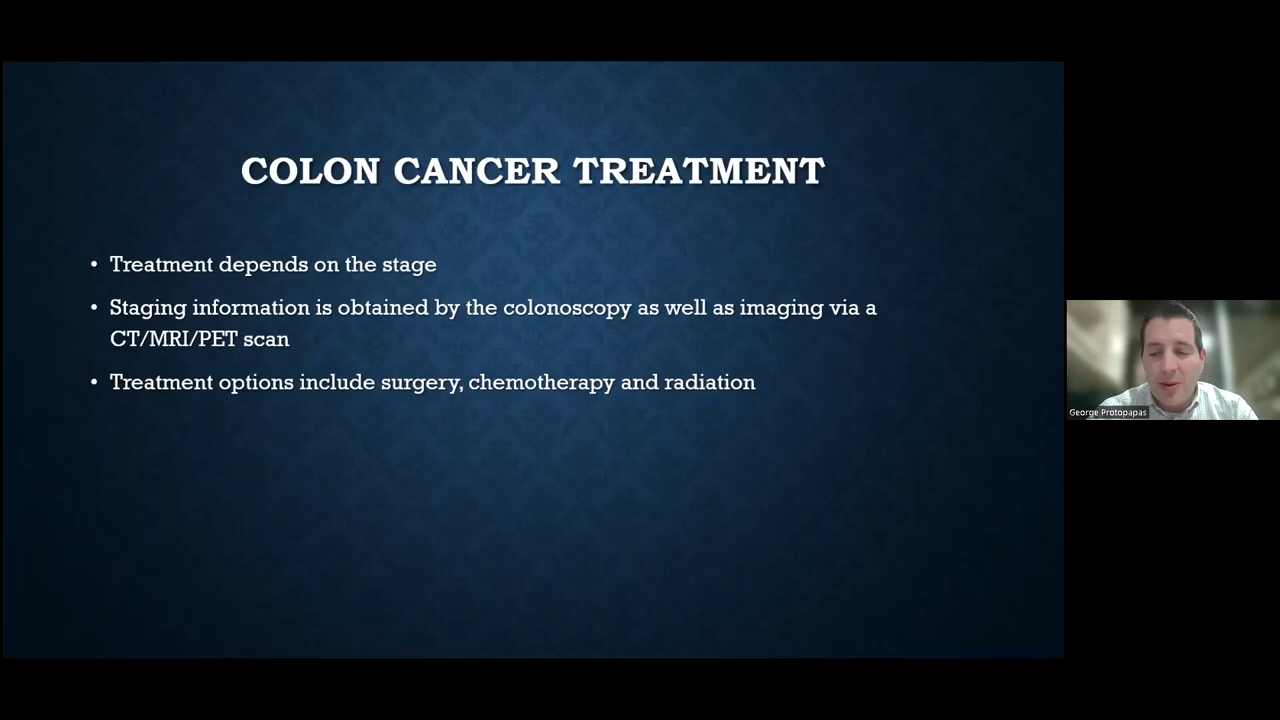 COLON CANCER TREATMENT
• Treatment depends on the stage
• Staging information is obtained by the colonoscopy as well as imaging via a
CT/MRI/PET scan
• Treatment options include surgery, chemotherapy and radiation
George Protopapas